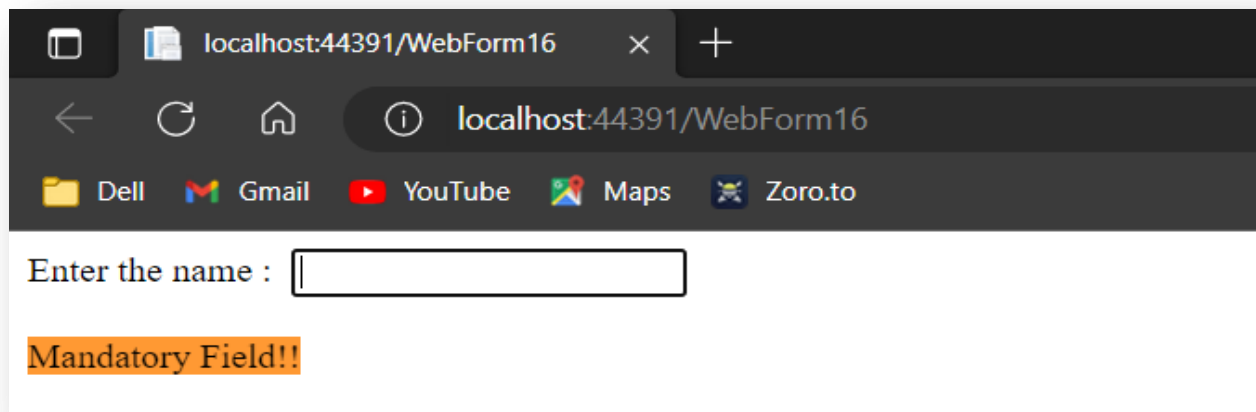 localhost:44391/WebForm16
localhost:44391/WebForm16
Dell Gmail YouTube Maps Zoro.to
Enter the name :
Mandatory Field!!